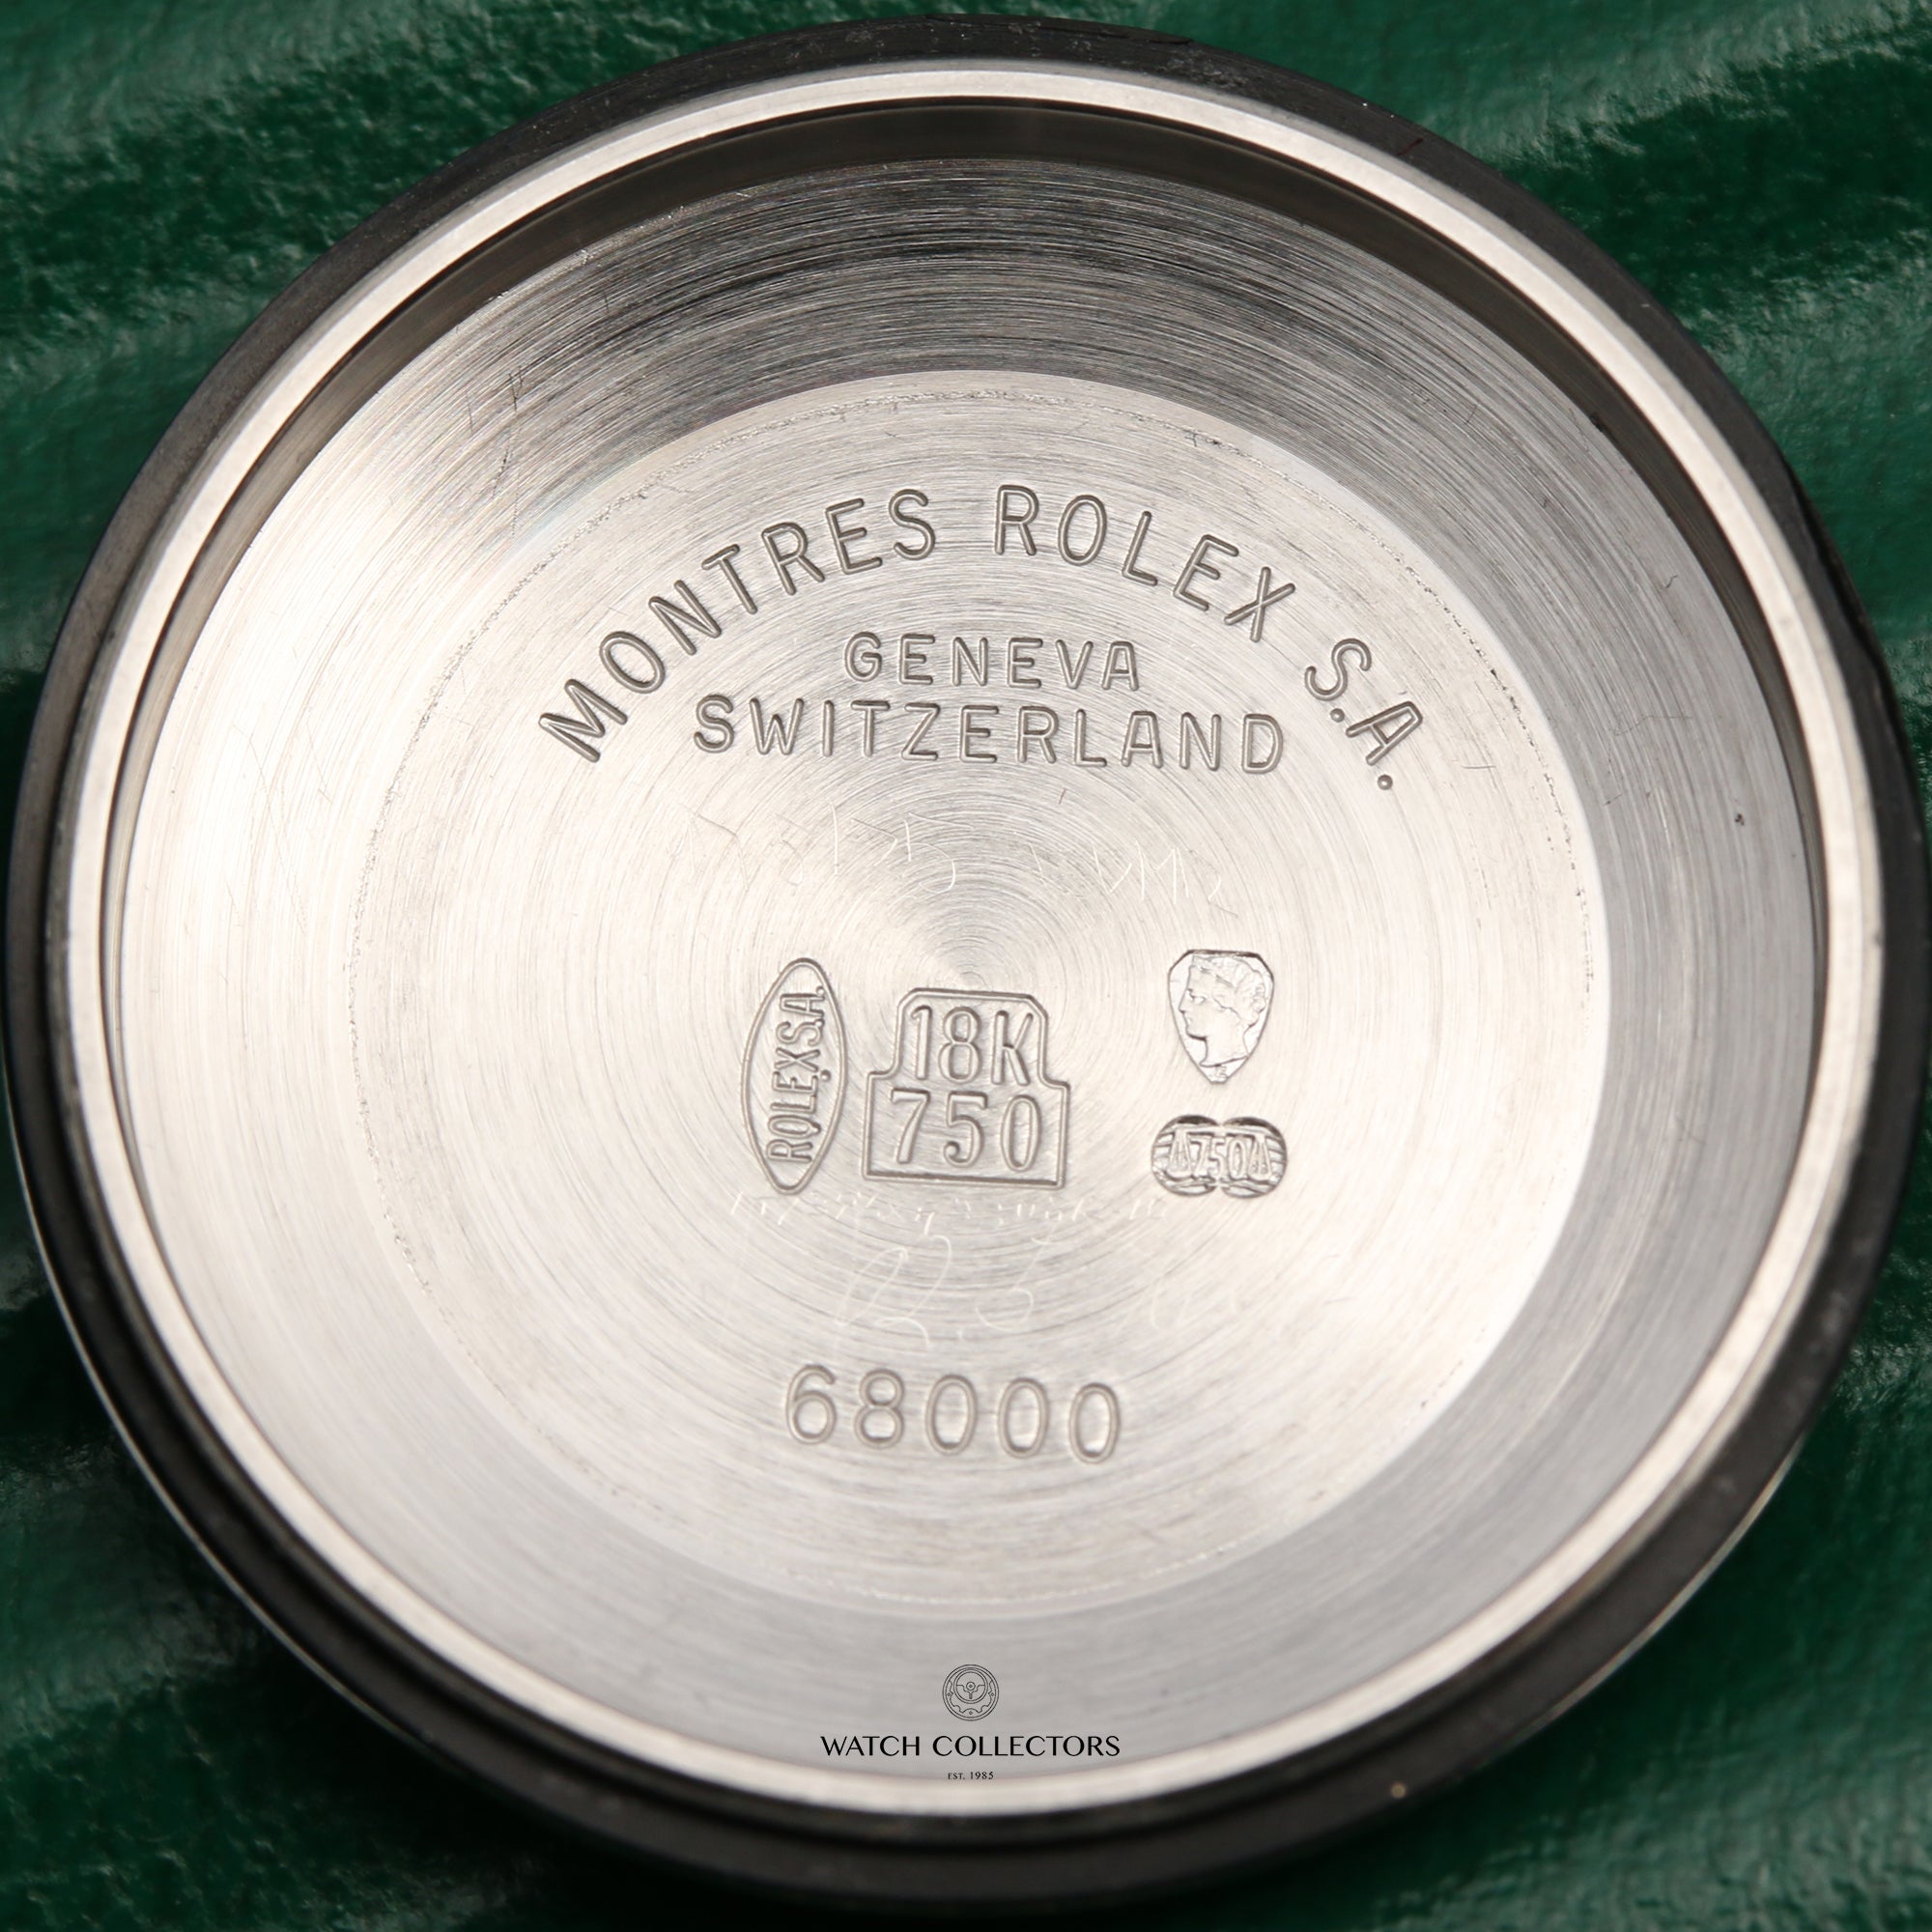 MONTRES ROLEX S.A.
GENEVA
SWITZERLAND
ROLEX S.A.
18K
750
750
68000
WATCH COLLECTORS
EST. 1985